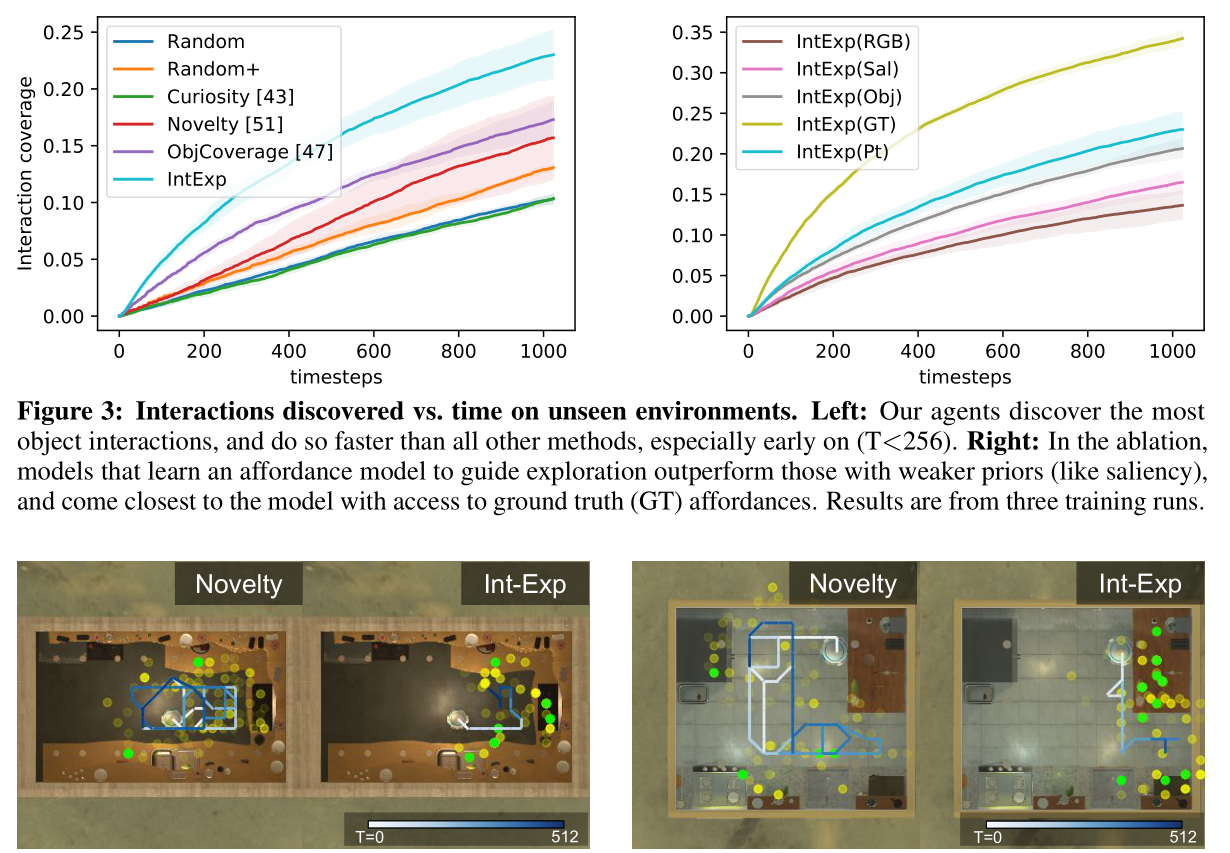 0.25
0.20
0.15
0.10
0.05
0.00
Interaction coverage
Random
Random+
Curiosity [43]
Novelty [51]
ObjCoverage [47]
IntExp
0 200 400 600 800 1000
timesteps
0.35
0.30
0.25
0.20
0.15
0.10
0.05
0.00
IntExp(RGB)
IntExp(Sal)
IntExp(Obj)
IntExp(GT)
IntExp(Pt)
0 200 400 600 800 1000
timesteps
Figure 3: Interactions discovered vs. time on unseen environments. Left: Our agents discover the most
object interactions, and do so faster than all other methods, especially early on (T<256). Right: In the ablation,
models that learn an affordance model to guide exploration outperform those with weaker priors (like saliency),
and come closest to the model with access to ground truth (GT) affordances. Results are from three training runs.
Novelty
Int-Exp
T=0 512
Novelty
Int-Exp
T=0 512